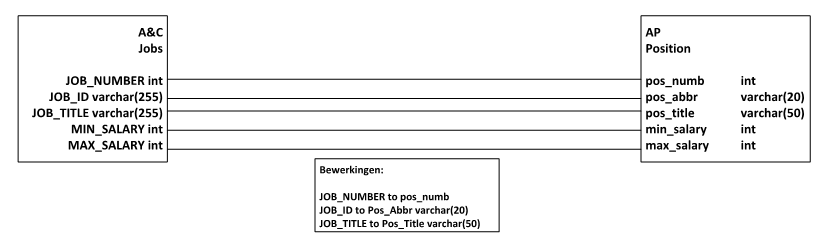 A&C
Jobs
JOB_NUMBER int
JOB_ID varchar(255)
JOB_TITLE varchar(255)
MIN_SALARY int
MAX_SALARY int
AP
Position
pos_numb int
pos_abbr varchar(20)
pos_title varchar(50)
min_salary int
max_salary int
Bewerkingen:
JOB_NUMBER to pos_numb
JOB_ID to Pos_Abbr varchar(20)
JOB_TITLE to Pos_Title varchar(50)